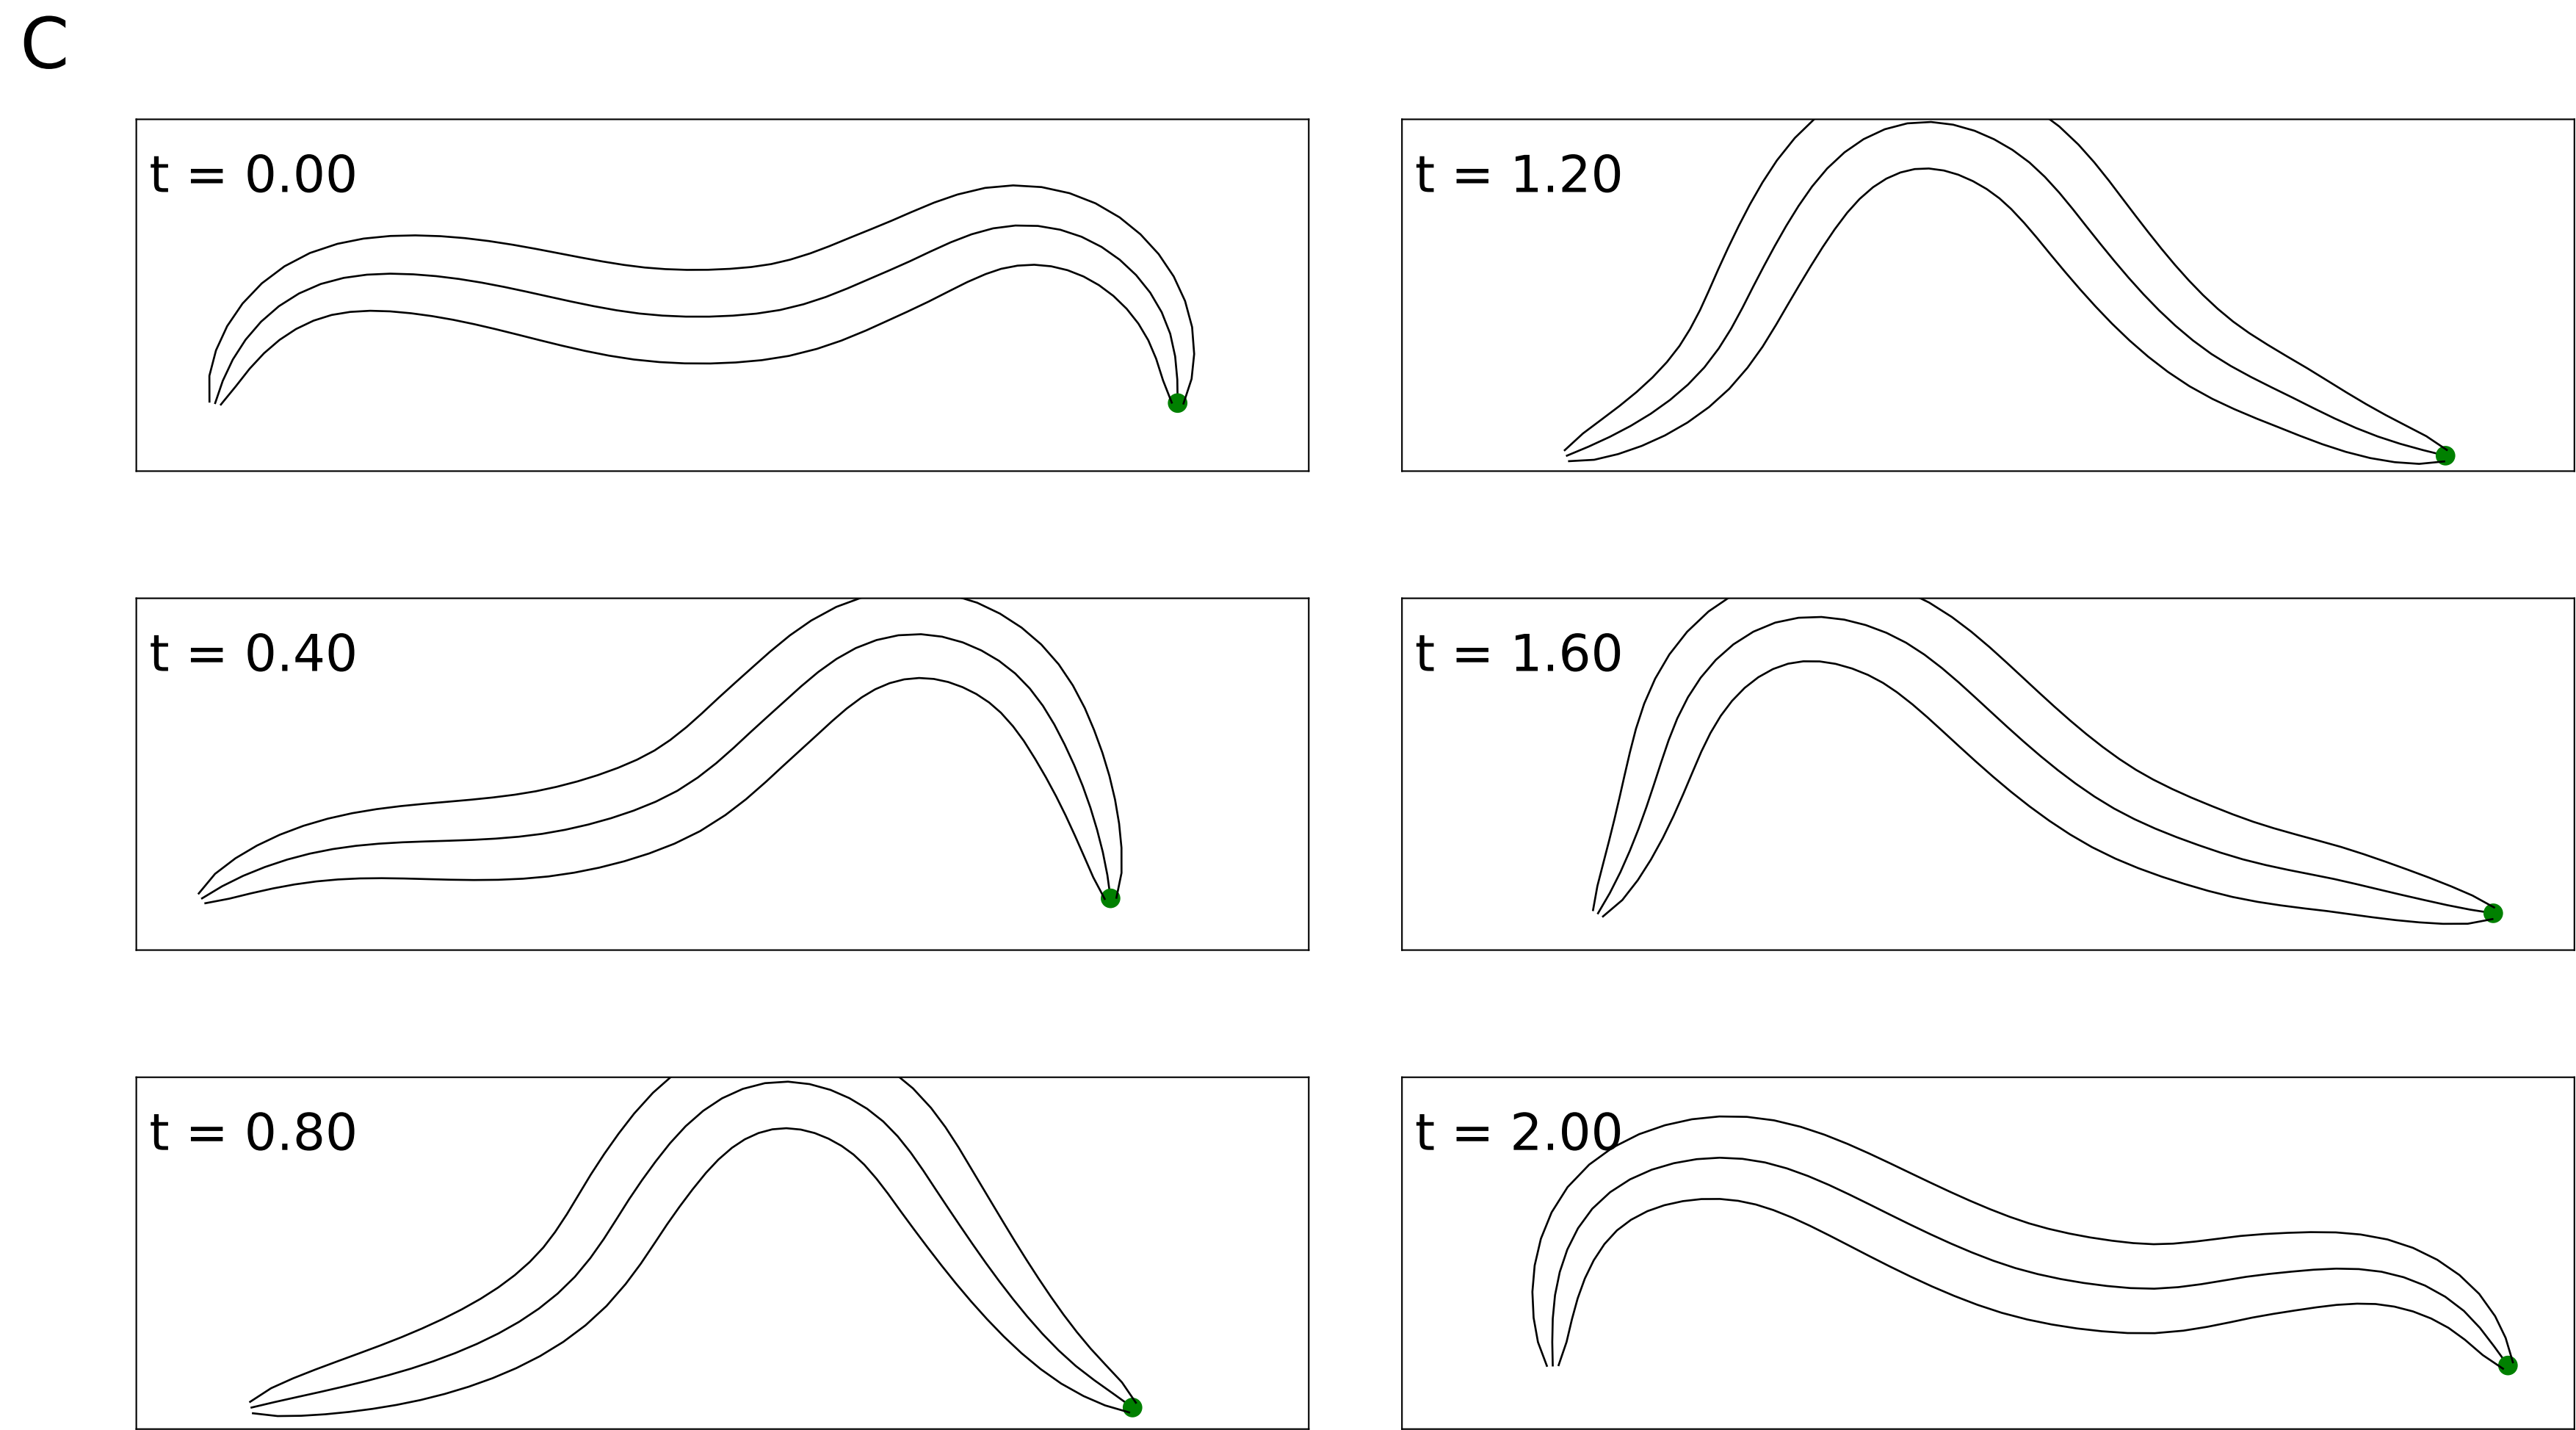 C
t = 0.00
t = 1.20
t = 0.40
t = 1.60
t = 0.80
t = 2.00